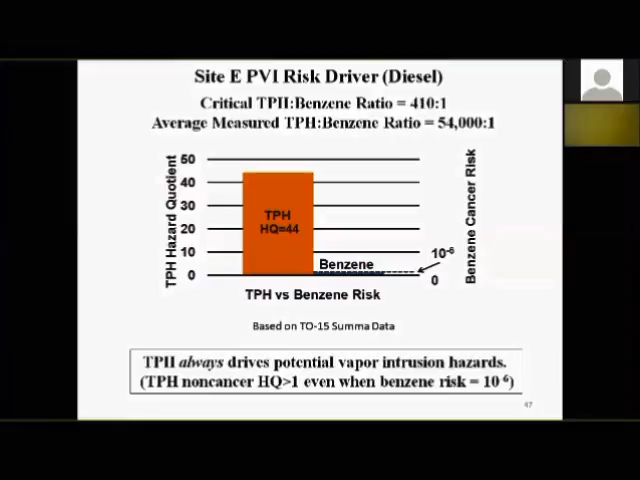 Site E PVI Risk Driver (Diesel)
Critical TPH:Benzene Ratio = 410:1
Average Measured TPH:Benzene Ratio = 54,000:1
TPH Hazard Quotient
50
40
30
20
10
0
TPH
HQ=44
Benzene
10-6
0
Benzene Cancer Risk
TPH vs Benzene Risk
Based on TO-15 Summa Data
TPH always drives potential vapor intrusion hazards.
(TPH noncancer HQ>1 even when benzene risk = 10-6)
47